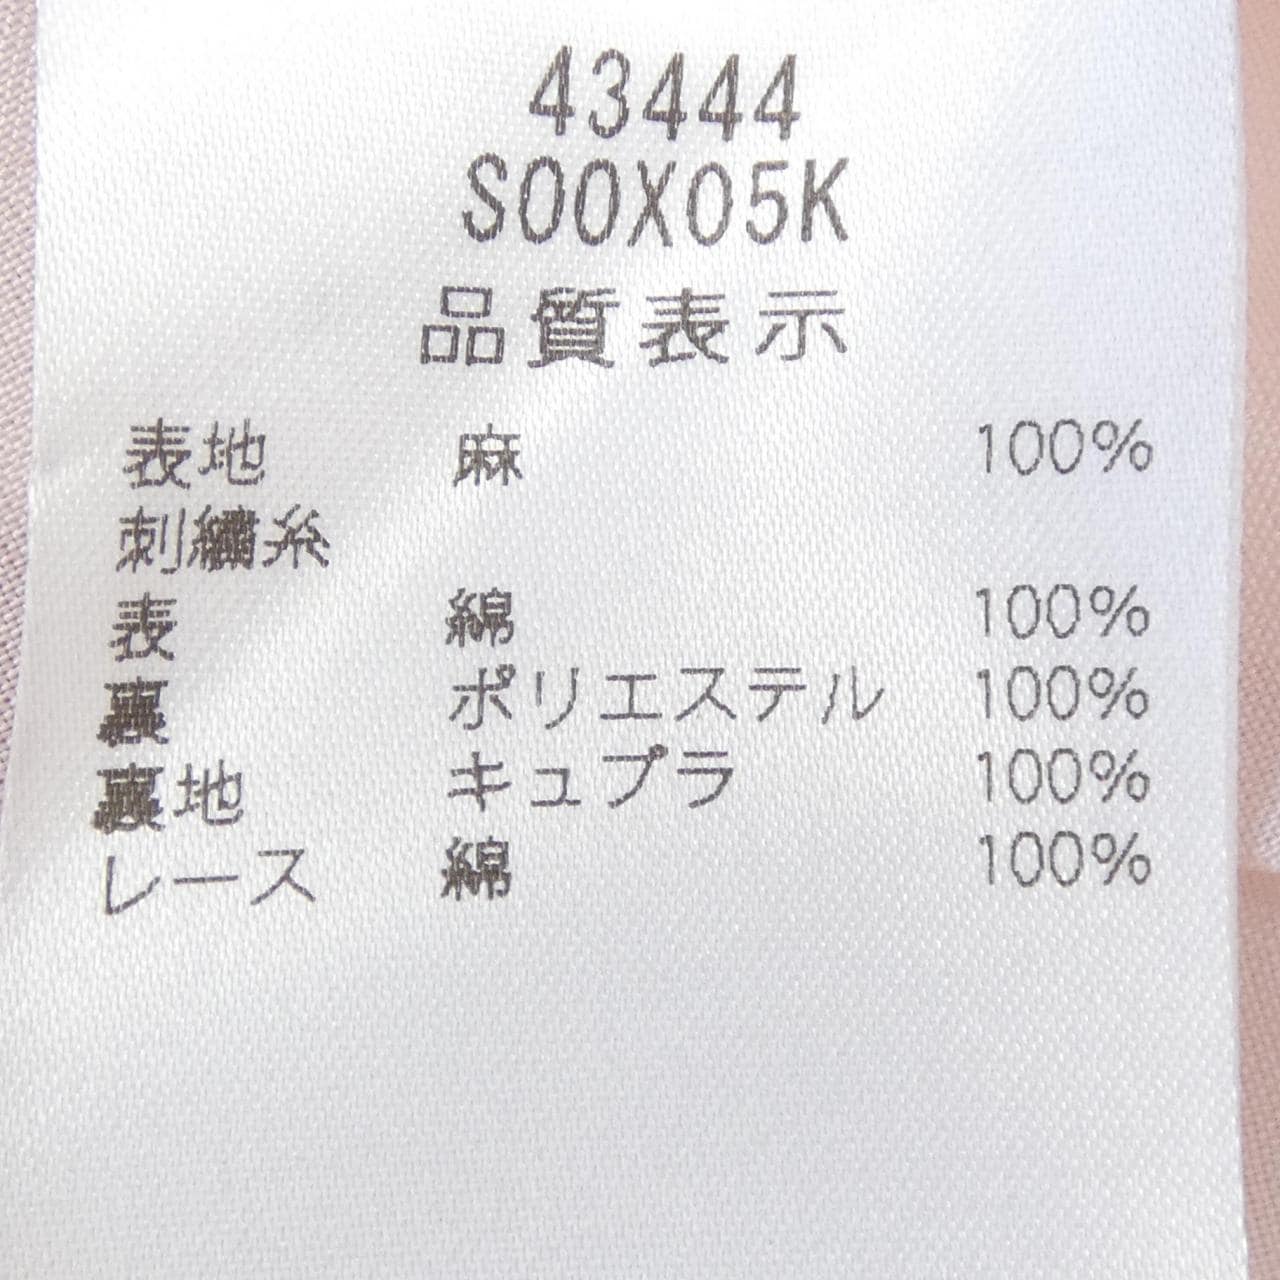 43444
S00X05K
品質表示
表地 麻 100%
刺繍糸
表 綿 100%
裏 ポリエステル 100%
裏地 キュプラ 100%
レース 綿 100%